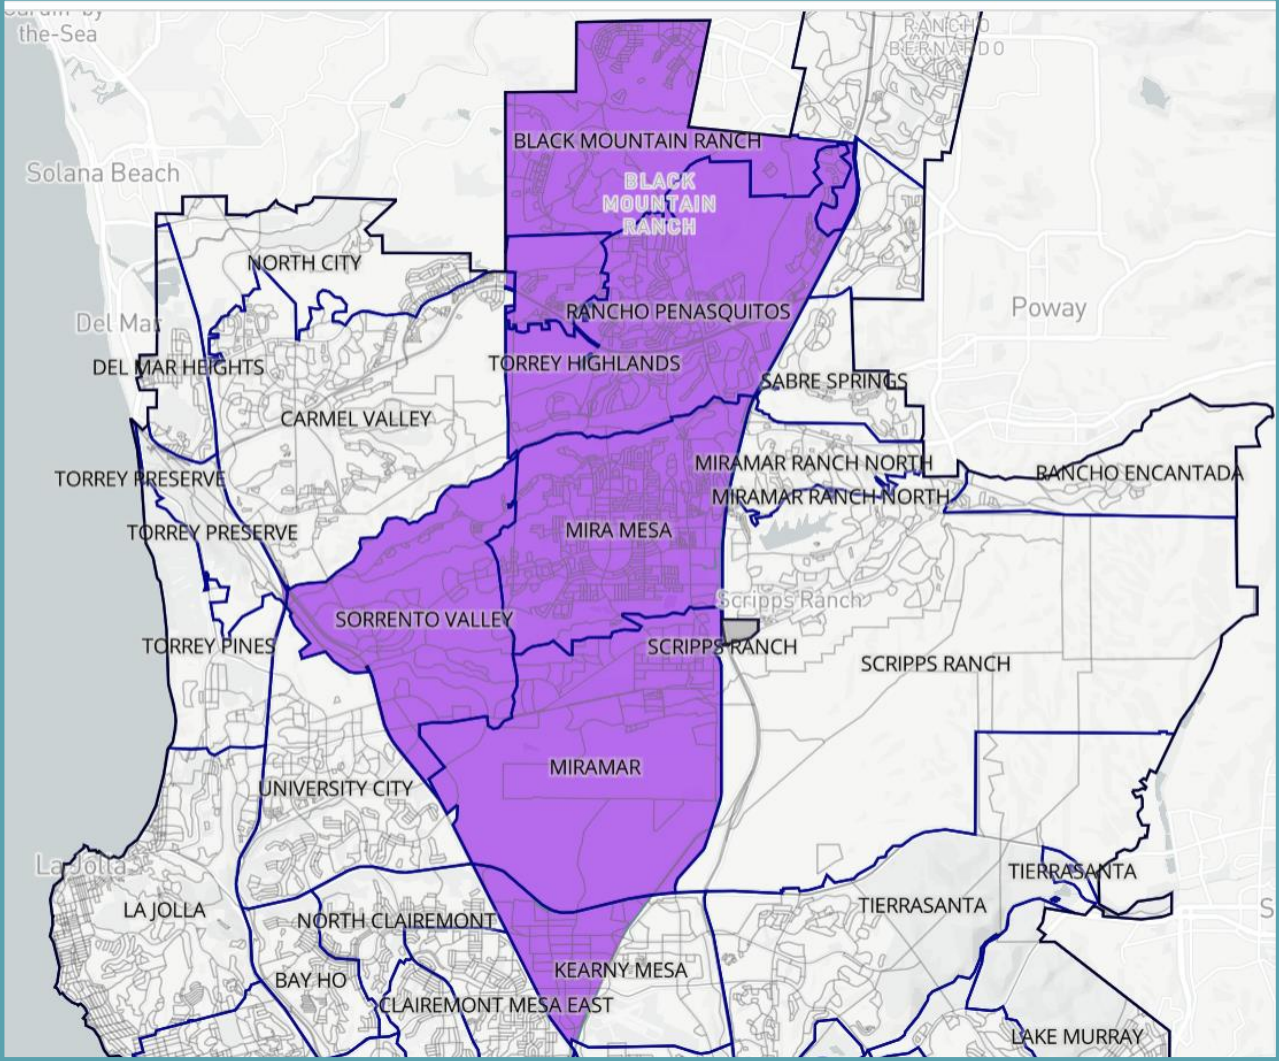 the-Sea
RANCHO
BERNARDO
BLACK MOUNTAIN RANCH
Solana Beach
BLACK
MOUNTAIN
RANCH
NORTH CITY
Poway
RANCHO PENASQUITOS
Del Mar
TORREY HIGHLANDS
DEL MAR HEIGHTS
SABRE SPRINGS
CARMEL VALLEY
MIRAMAR RANCH NORTH
RANCHO ENCANTADA
TORREY PRESERVE
MIRAMAR RANCH NORTH
TORREY PRESERVE
MIRA MESA
Scripps Ranch
SORRENTO VALLEY
TORREY PINES
SCRIPPS RANCH
SCRIPPS RANCH
MIRAMAR
UNIVERSITY CITY
La Jolla
TIERRASANTA
LA JOLLA
TIERRASANTA
NORTH CLAIREMONT
KEARNY MESA
BAY HO
CLAIREMONT MESA EAST
LAKE MURRAY